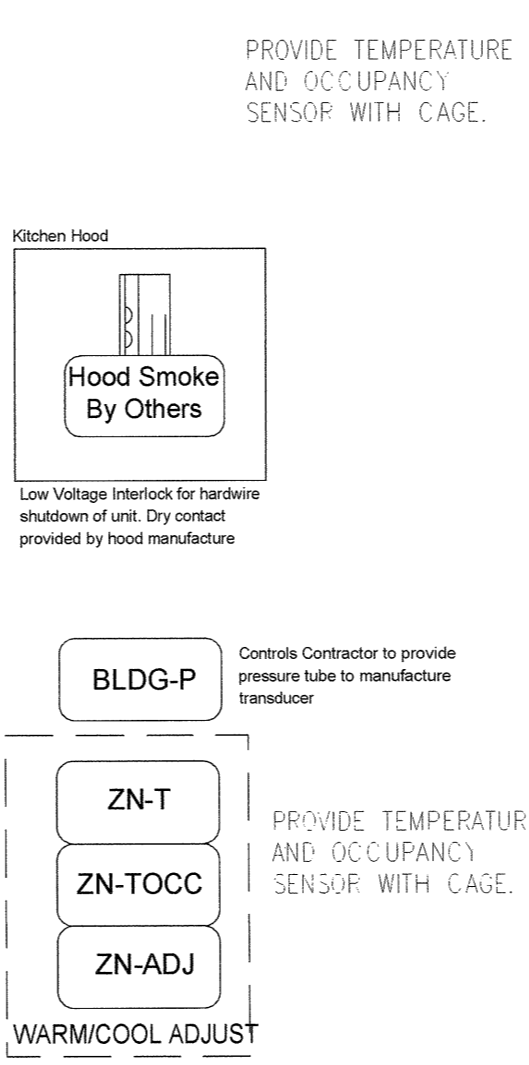 PROVIDE TEMPERATURE
AND OCCUPANCY
SENSOR WITH CAGE.
Kitchen Hood
Hood Smoke
By Others
Low Voltage Interlock for hardwire
shutdown of unit. Dry contact
provided by hood manufacture
BLDG-P
Controls Contractor to provide
pressure tube to manufacture
transducer
ZN-T
ZN-TOCC
ZN-ADJ
WARM/COOL ADJUST
PROVIDE TEMPERATUR
AND OCCUPANCY
SENSOR WITH CAGE.